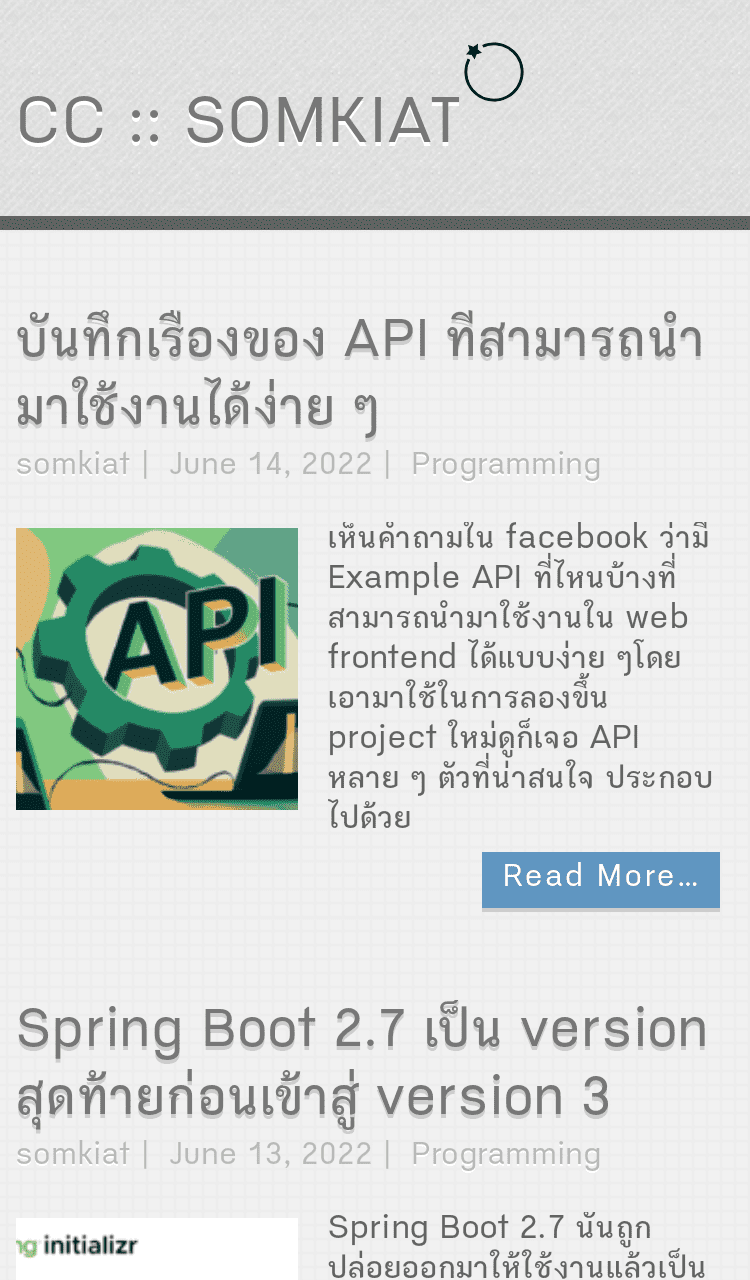 CC :: SOMKIAT
บันทึกเรื่องของ API ที่สามารถนำ
มาใช้งานได้ง่าย ๆ
somkiat | June 14, 2022 | Programming
API
เห็นคำถามใน facebook ว่ามี
Example API ที่ไหนบ้างที่
สามารถนำมาใช้งานใน web
frontend ได้แบบง่าย ๆโดย
เอามาใช้ในการลองขึ้น
project ใหม่ดูก็เจอ API
หลาย ๆ ตัวที่น่าสนใจ ประกอบ
ไปด้วย
Read More…
Spring Boot 2.7 เป็น version
สุดท้ายก่อนเข้าสู่ version 3
somkiat | June 13, 2022 | Programming
ng initializr
Spring Boot 2.7 นั้นถูก
ปล่อยออกมาให้ใช้งานแล้วเป็น